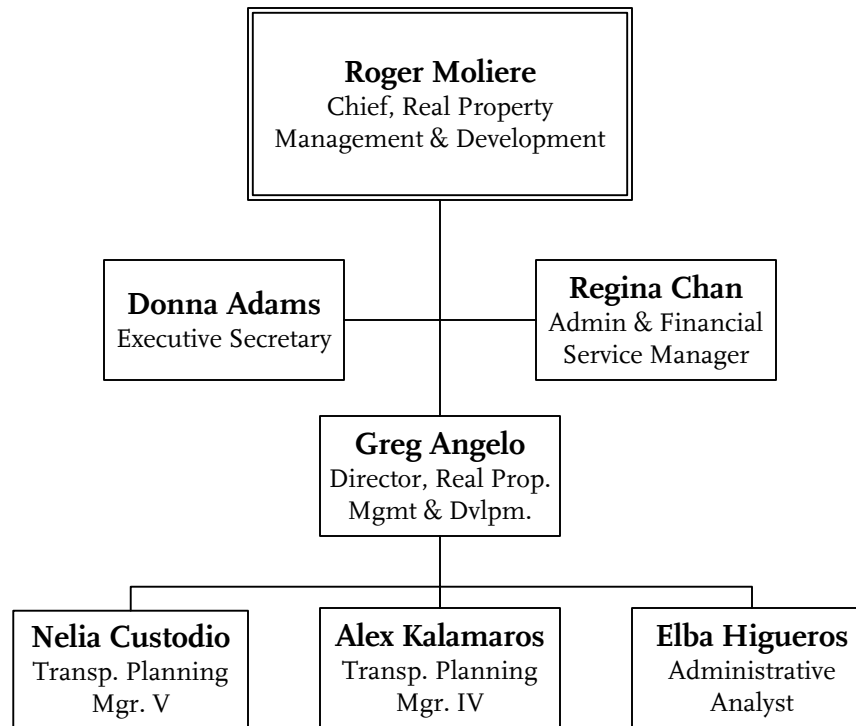 Roger Moliere
Chief, Real Property
Management & Development
Donna Adams
Executive Secretary
Regina Chan
Admin & Financial
Service Manager
Greg Angelo
Director, Real Prop.
Mgmt & Dvlpm.
Nelia Custodio
Transp. Planning
Mgr. V
Alex Kalamaros
Transp. Planning
Mgr. IV
Elba Higueros
Administrative
Analyst